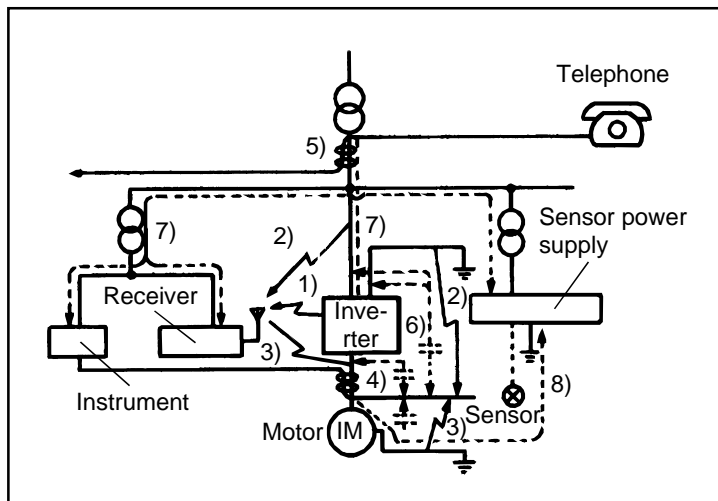 Telephone
5)
7)
2)
7)
Sensor power
supply
1)
2)
Receiver
Inve-
rter
6)
3)
4)
8)
Instrument
Sensor
3)
Motor
IM